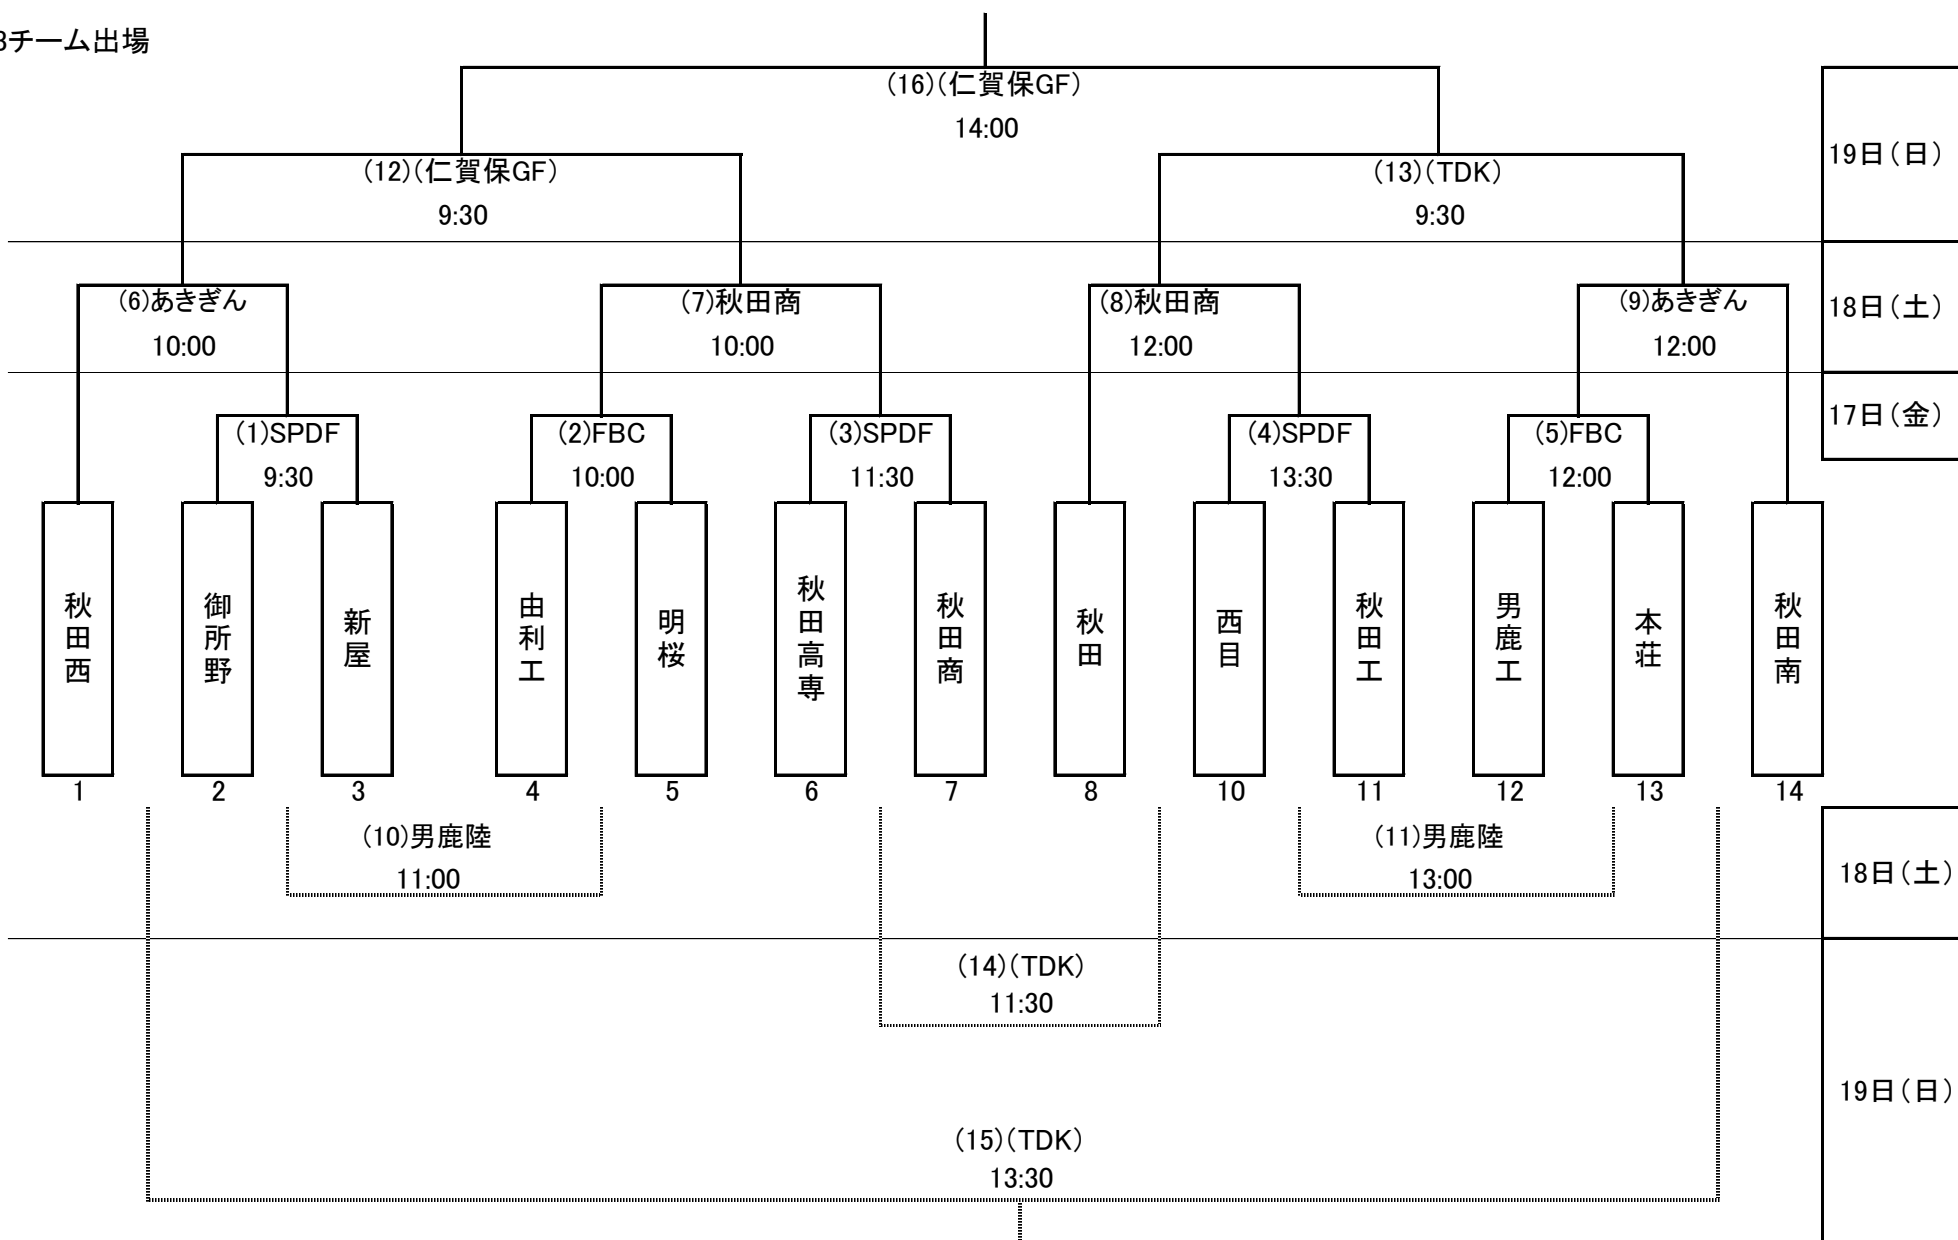 3チーム出場
(16)(仁賀保GF)
14:00
19日(日)
(12)(仁賀保GF)
9:30
(13)(TDK)
9:30
(6)あきぎん
10:00
(7)秋田商
10:00
(8)秋田商
12:00
(9)あきぎん
12:00
18日(土)
(1)SPDF
9:30
(2)FBC
10:00
(3)SPDF
11:30
(4)SPDF
13:30
(5)FBC
12:00
17日(金)
秋田西
御所野
新屋
由利工
明桜
秋田高専
秋田商
秋田
西目
秋田工
男鹿工
本荘
秋田南
1
2
3
4
5
6
7
8
10
11
12
13
14
(10)男鹿陸
11:00
(11)男鹿陸
13:00
18日(土)
(14)(TDK)
11:30
19日(日)
(15)(TDK)
13:30